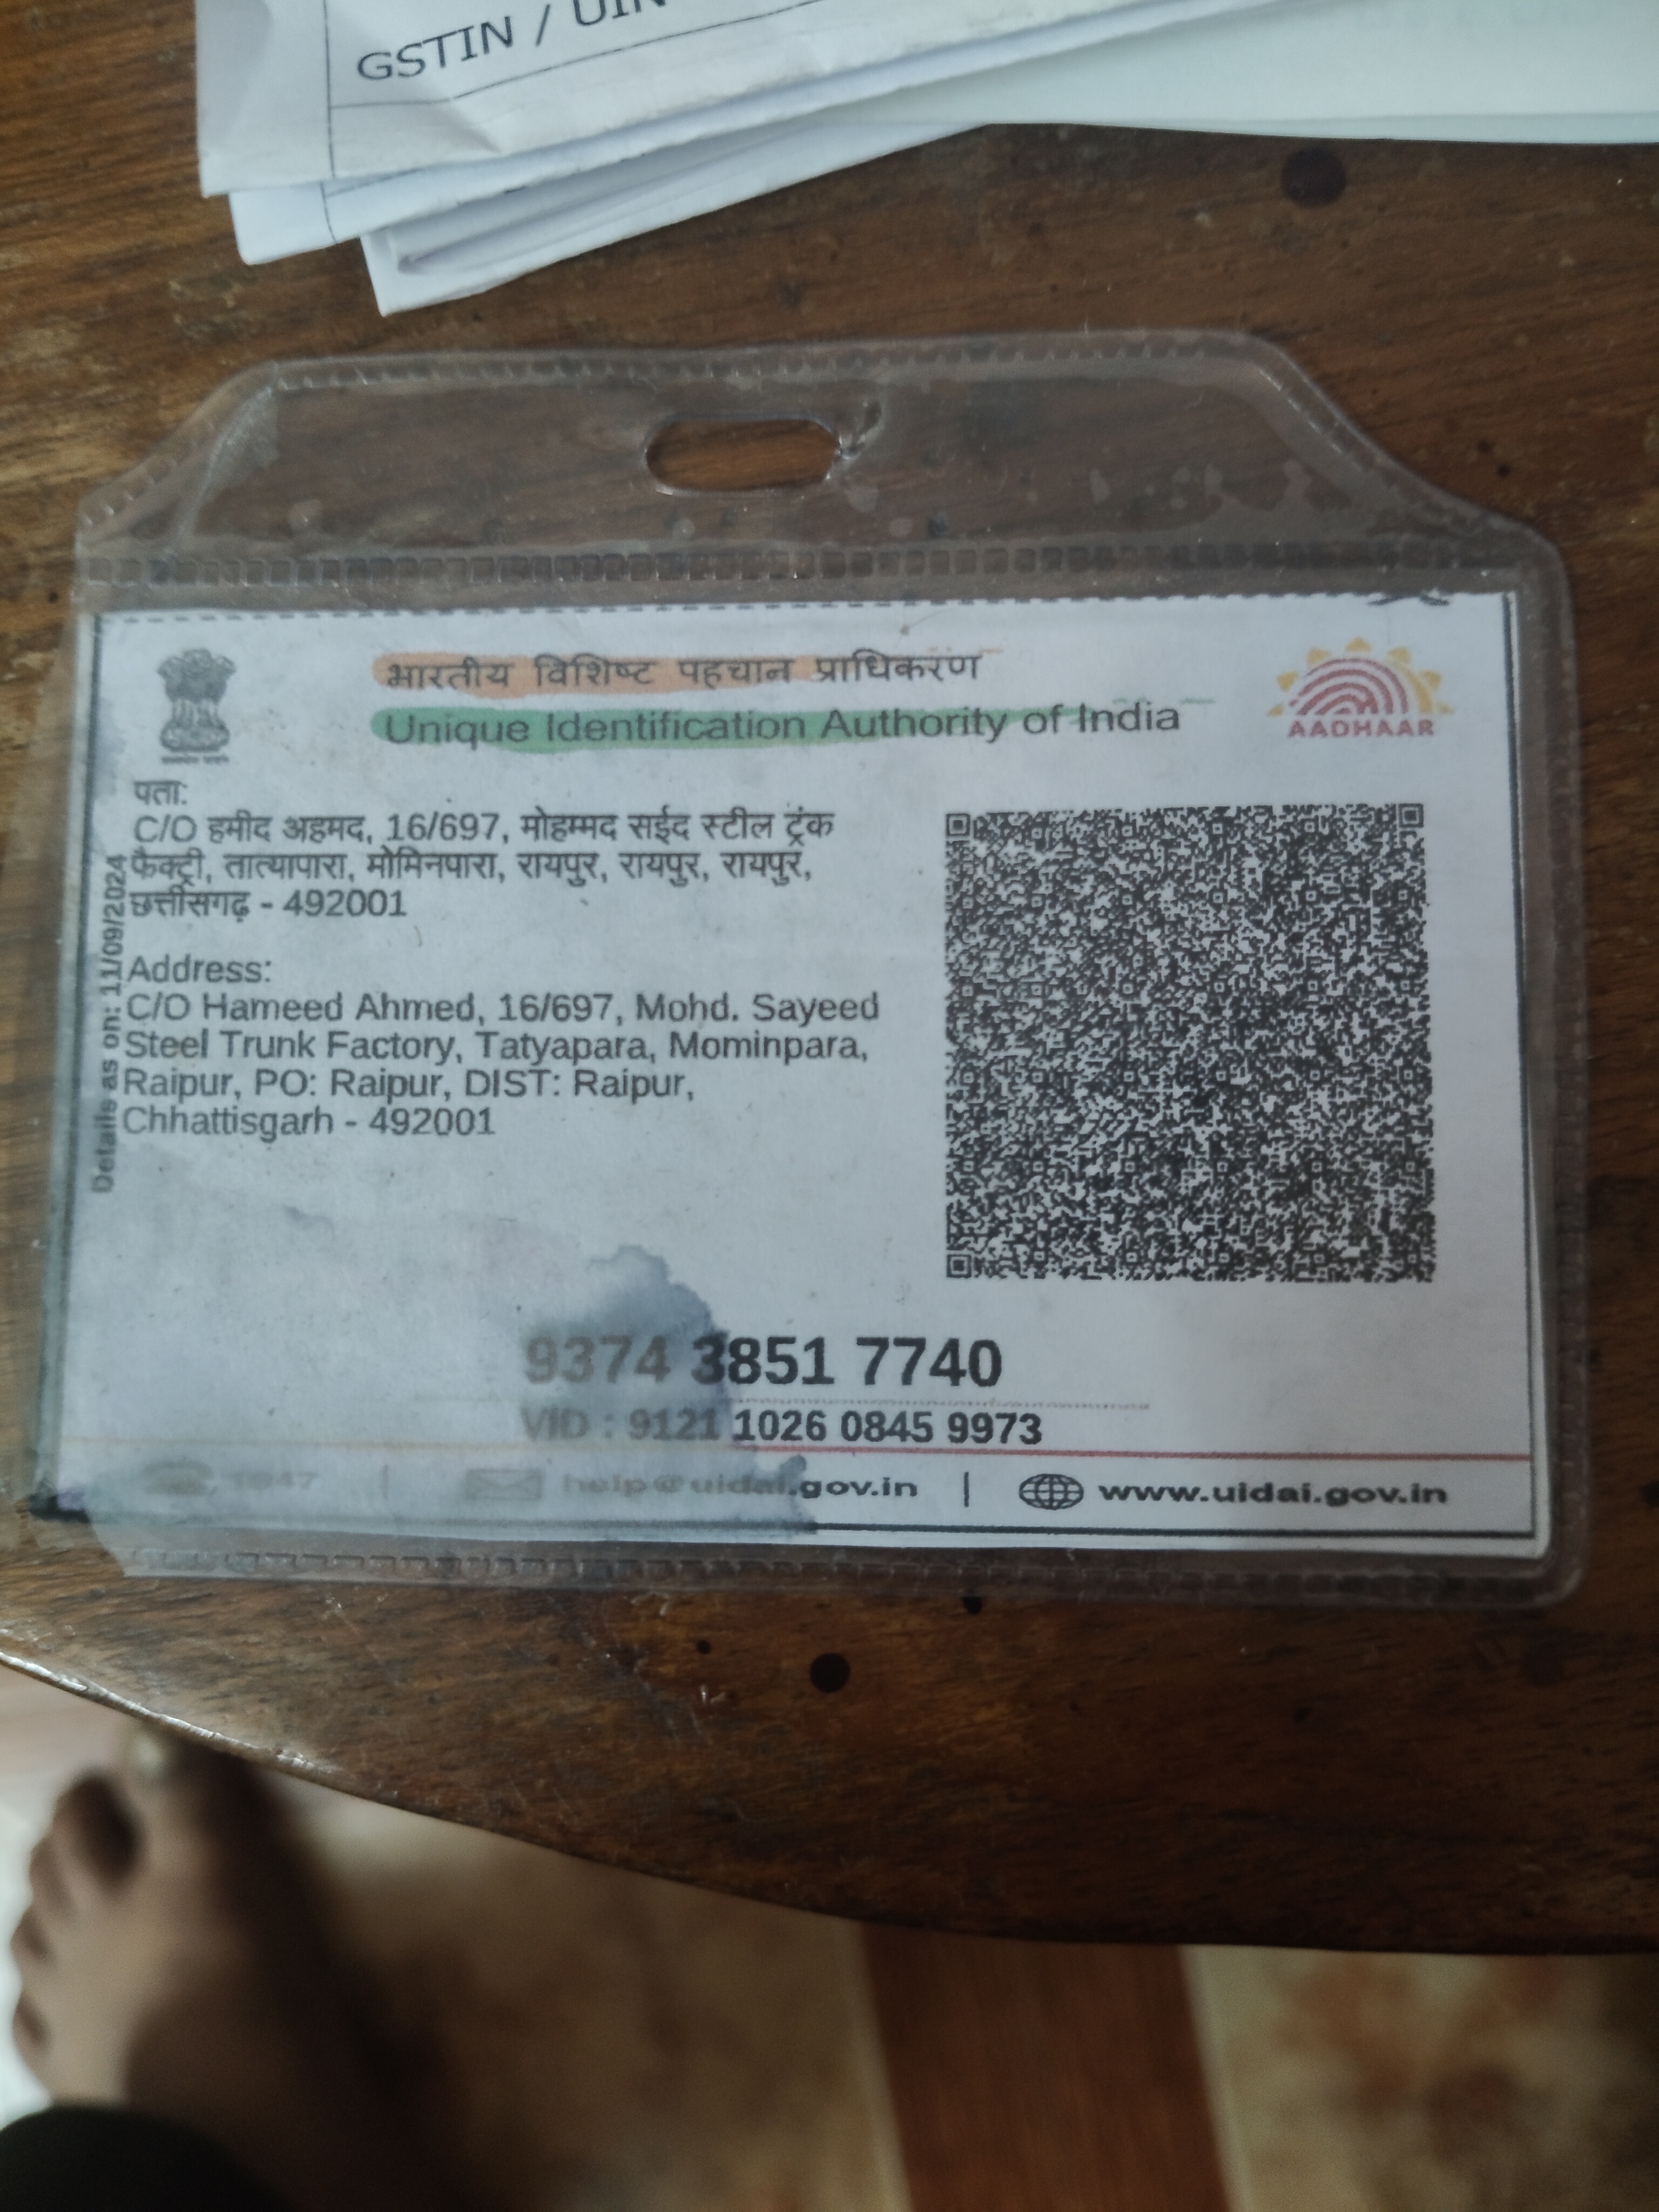 GSTIN / UIN
भारतीय विशिष्ट पहचान प्राधिकरण
Unique Identification Authority of India
AADHAAR
पता:
C/O हमीद अहमद, 16/697, मोहम्मद सईद स्टील ट्रंक
फैक्ट्री, तात्यापारा, मोमिनपारा, रायपुर, रायपुर, रायपुर,
छत्तीसगढ़ - 492001
Details as on: 11/09/2024
Address:
C/O Hameed Ahmed, 16/697, Mohd. Sayeed
Steel Trunk Factory, Tatyapara, Mominpara,
Raipur, PO: Raipur, DIST: Raipur,
Chhattisgarh - 492001
9374 3851 7740
VID : 9121 1026 0845 9973
1947 | help@uidai.gov.in | www.uidai.gov.in